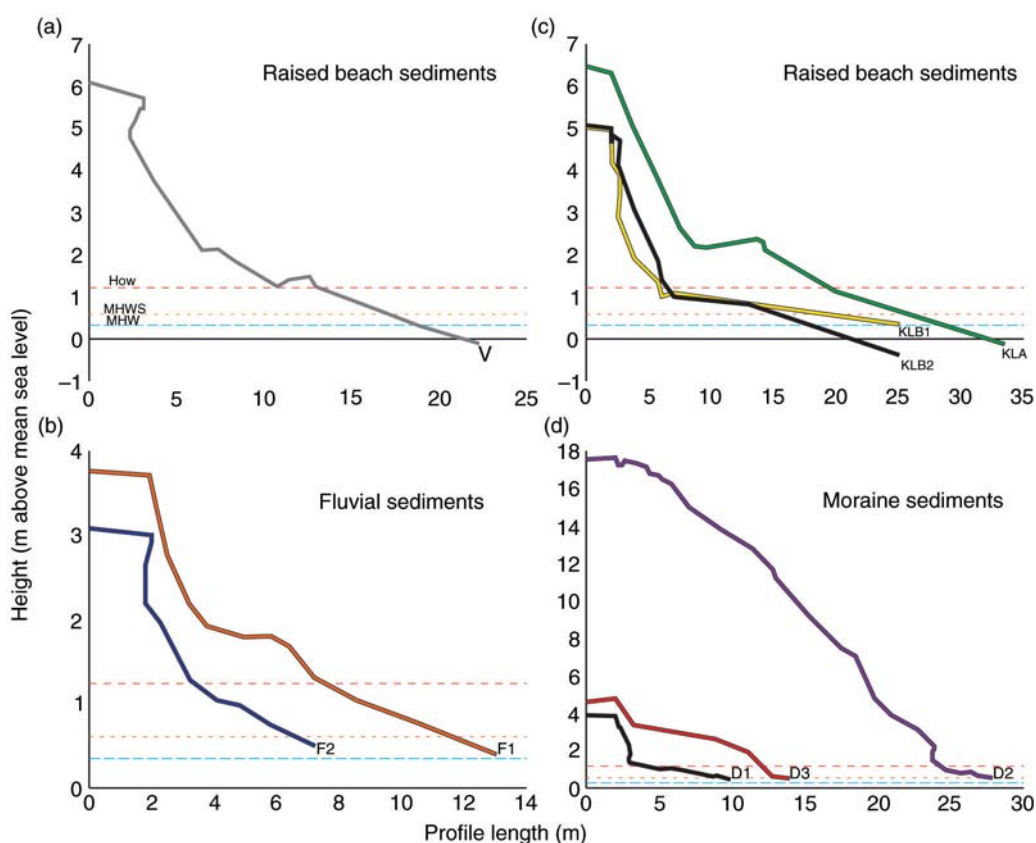 (a)
7
6
5
4
3
2
1
0
–1
Raised beach sediments
How
MHWS
MHW
V
0 5 10 15 20 25
(c)
7
6
5
4
3
2
1
0
–1
Raised beach sediments
KLB1
KLB2
KLA
0 5 10 15 20 25 30 35
Height (m above mean sea level)
(b)
4
3
2
1
0
Fluvial sediments
F2
F1
0 2 4 6 8 10 12 14
(d)
18
16
14
12
10
8
6
4
2
0
Moraine sediments
D1
D3
D2
0 5 10 15 20 25 30
Profile length (m)